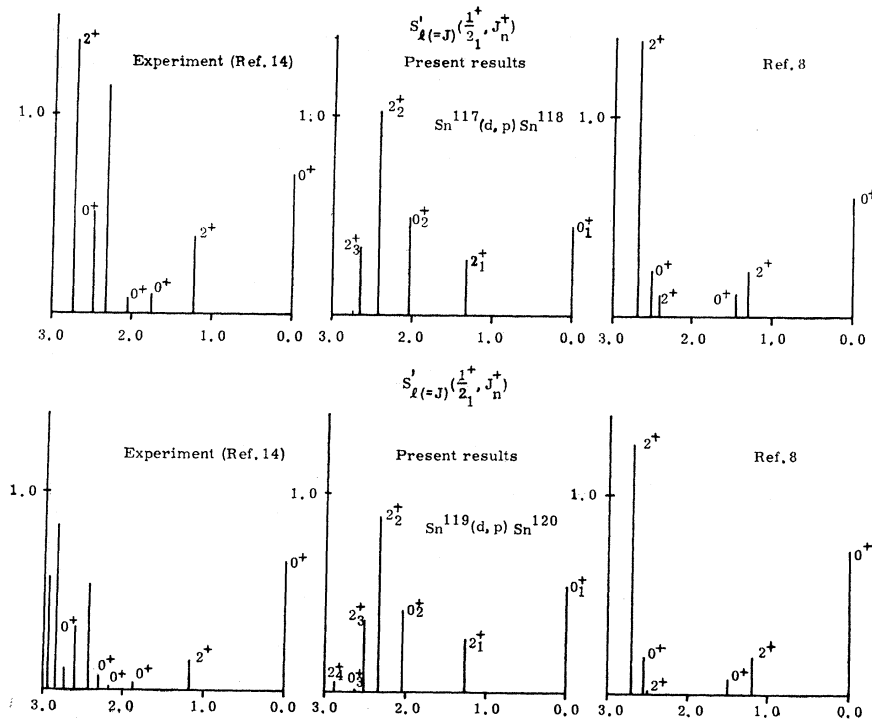 S'ℓ(=J)(1/2 + 1, J + n)
Experiment (Ref. 14)
Present results
Ref. 8
Sn117(d, p) Sn118
1.0
2+
0+
0+
0+
2+
0+
1.0
2+3
2+2
0+2
2+1
0+1
1.0
2+
0+
2+
0+
2+
0+
3.0 2.0 1.0 0.0
3.0 2.0 1.0 0.0
3.0 2.0 1.0 0.0
S'ℓ(=J)(1/2 + 1, J + n)
Experiment (Ref. 14)
Present results
Ref. 8
Sn119(d, p) Sn120
1.0
0+
0+
0+
0+
2+
0+
1.0
2+4
0+3
2+3
2+2
0+2
2+1
0+1
1.0
2+
0+
2+
0+
2+
0+
3.0 2.0 1.0 0.0
3.0 2.0 1.0 0.0
3.0 2.0 1.0 0.0